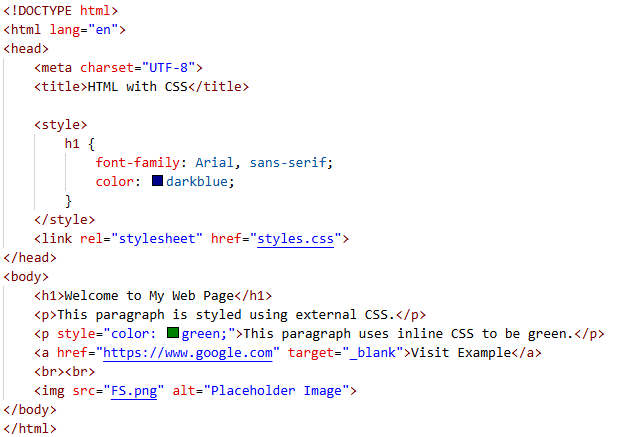 <!DOCTYPE html>
<html lang="en">
<head>
    <meta charset="UTF-8">
    <title>HTML with CSS</title>

    <style>
        h1 {
            font-family: Arial, sans-serif;
            color: darkblue;
        }
    </style>
    <link rel="stylesheet" href="styles.css">
</head>
<body>
    <h1>Welcome to My Web Page</h1>
    <p>This paragraph is styled using external CSS.</p>
    <p style="color: green;">This paragraph uses inline CSS to be green.</p>
    <a href="https://www.google.com" target="_blank">Visit Example</a>
    <br><br>
    <img src="FS.png" alt="Placeholder Image">
</body>
</html>